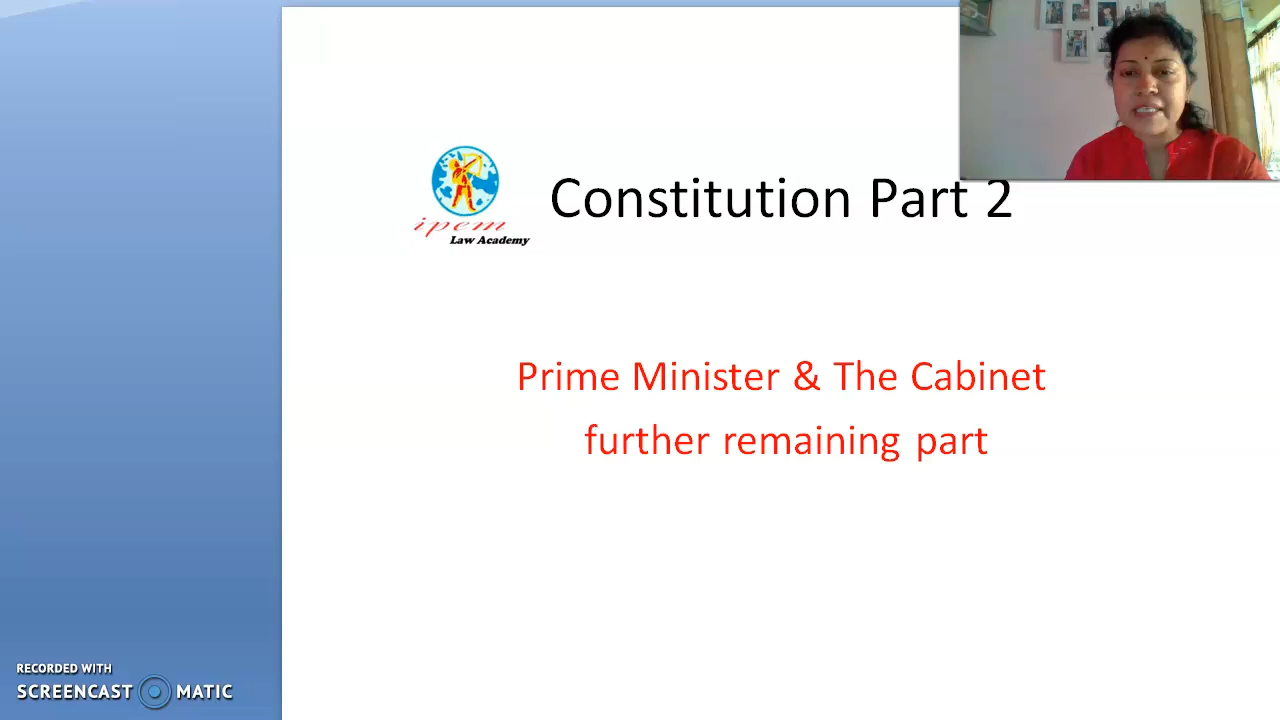 Constitution Part 2
ipem
Law Academy
Prime Minister & The Cabinet
further remaining part
RECORDED WITH
SCREENCAST MATIC